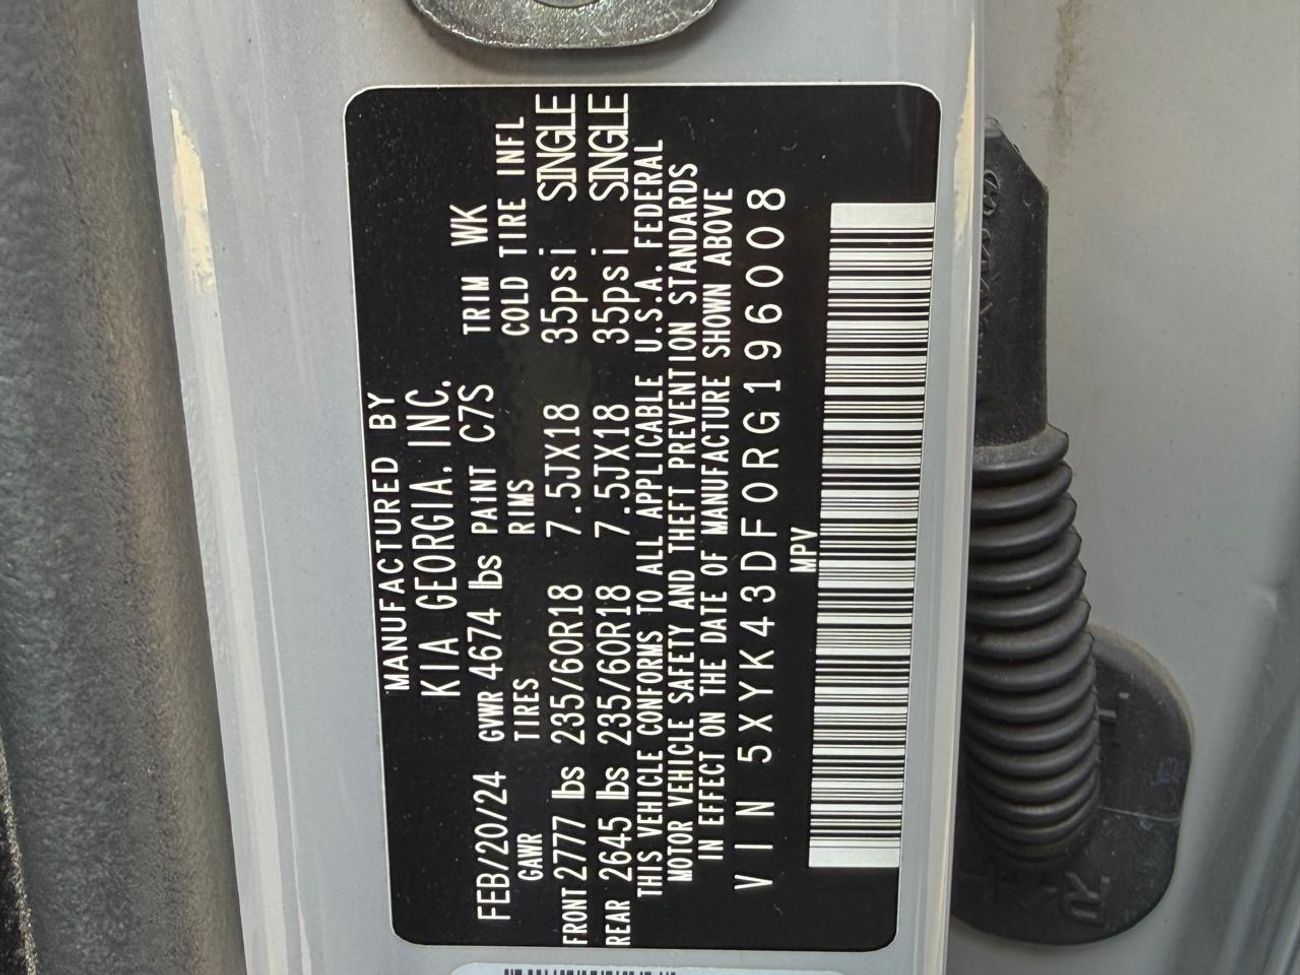 MANUFACTURED BY
KIA GEORGIA. INC.
FEB/20/24 GVWR 4674 lbs PAINT C7S TRIM WK
GAWR TIRES RIMS COLD TIRE INFL
FRONT 2777 lbs 235/60R18 7.5JX18 35psi SINGLE
REAR 2645 lbs 235/60R18 7.5JX18 35psi SINGLE
THIS VEHICLE CONFORMS TO ALL APPLICABLE U.S.A. FEDERAL
MOTOR VEHICLE SAFETY AND THEFT PREVENTION STANDARDS
IN EFFECT ON THE DATE OF MANUFACTURE SHOWN ABOVE
VIN 5XYK43DF0RG196008
MPV